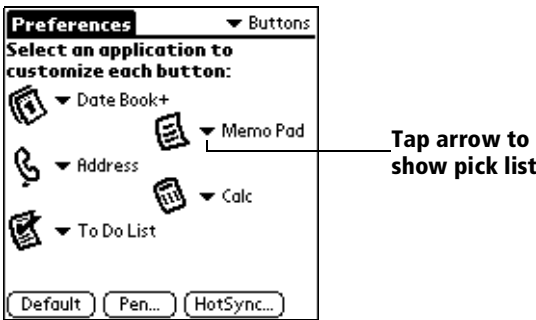 Preferences
Buttons
Select an application to
customize each button:
Date Book+
Memo Pad
Address
Calc
To Do List
Default Pen... HotSync...
Tap arrow to
show pick list